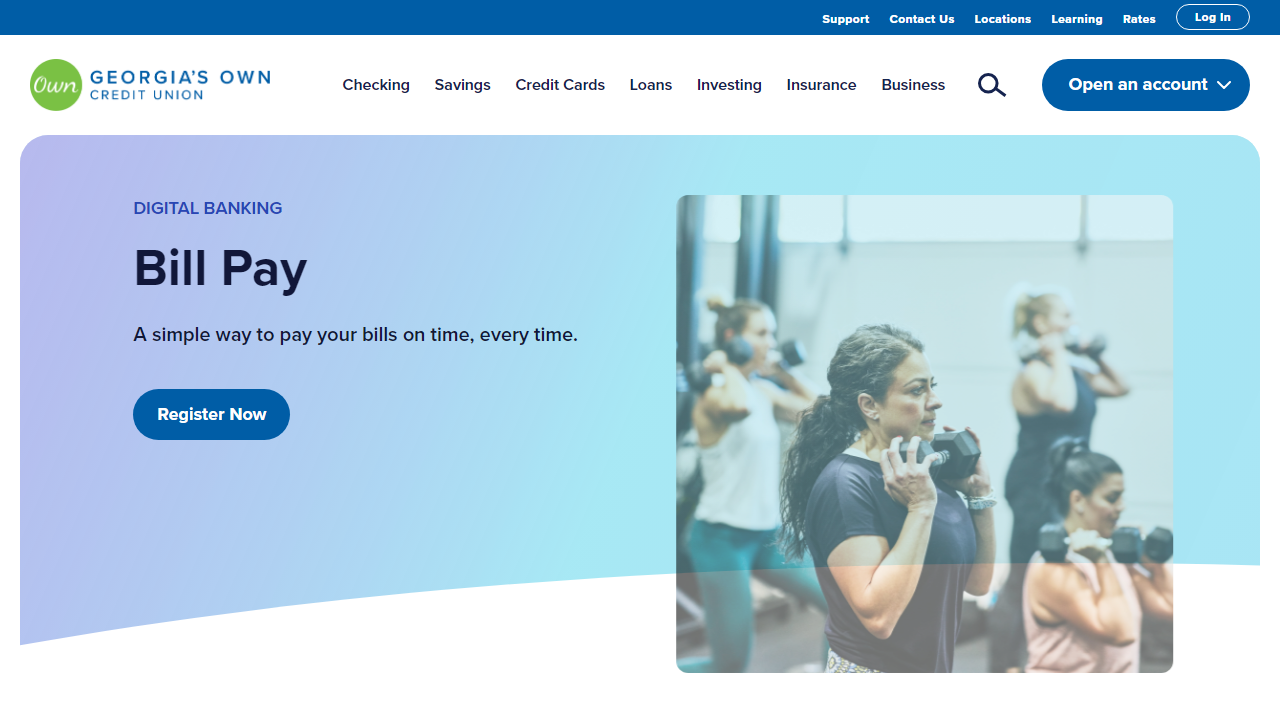 Support Contact Us Locations Learning Rates Log In
Own GEORGIA'S OWN
CREDIT UNION
Checking Savings Credit Cards Loans Investing Insurance Business Open an account
DIGITAL BANKING
Bill Pay
A simple way to pay your bills on time, every time.
Register Now